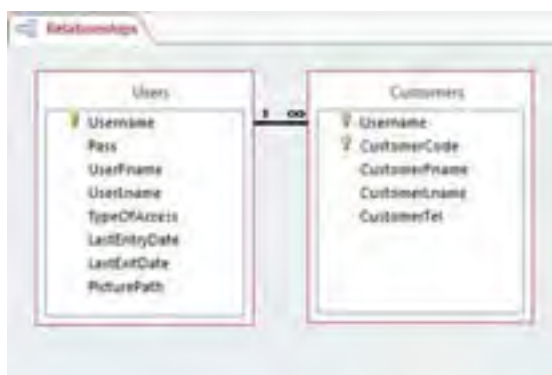 Relationships
Users
Username
Pass
UserFname
UserLname
TypeOfAccess
LastEntryDate
LastExitDate
PicturePath
1 ∞
Customers
Username
CustomerCode
CustomerFname
CustomerLname
CustomerTel